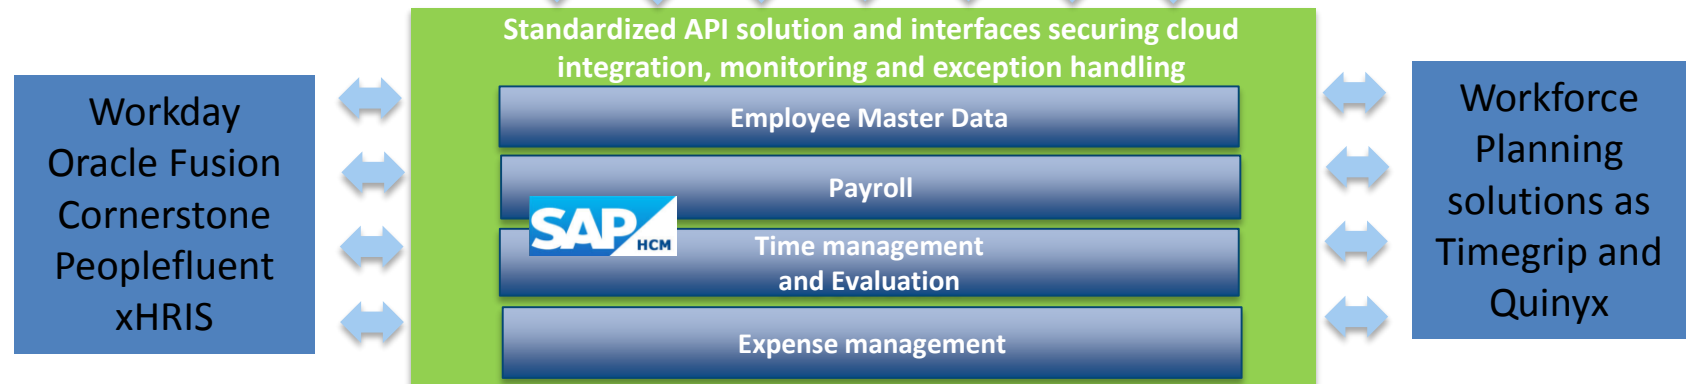 Standardized API solution and interfaces securing cloud
integration, monitoring and exception handling
Workday
Oracle Fusion
Cornerstone
Peoplefluent
xHRIS
Employee Master Data
Payroll
SAP HCM
Time management
and Evaluation
Expense management
Workforce
Planning
solutions as
Timegrip and
Quinyx